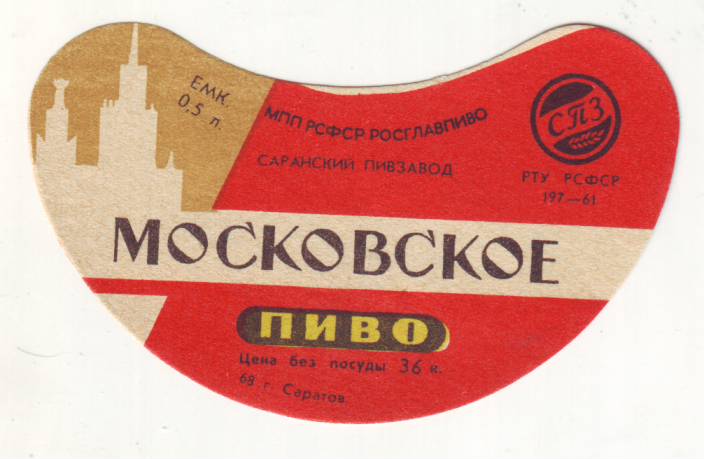 ЕМК.
0,5 л.
МПП РСФСР РОСГЛАВПИВО
САРАНСКИЙ ПИВЗАВОД
СПЗ
РТУ РСФСР
197—61
МОСКОВСКОЕ
ПИВО
Цена без посуды 36 к.
68 г. Саратов.